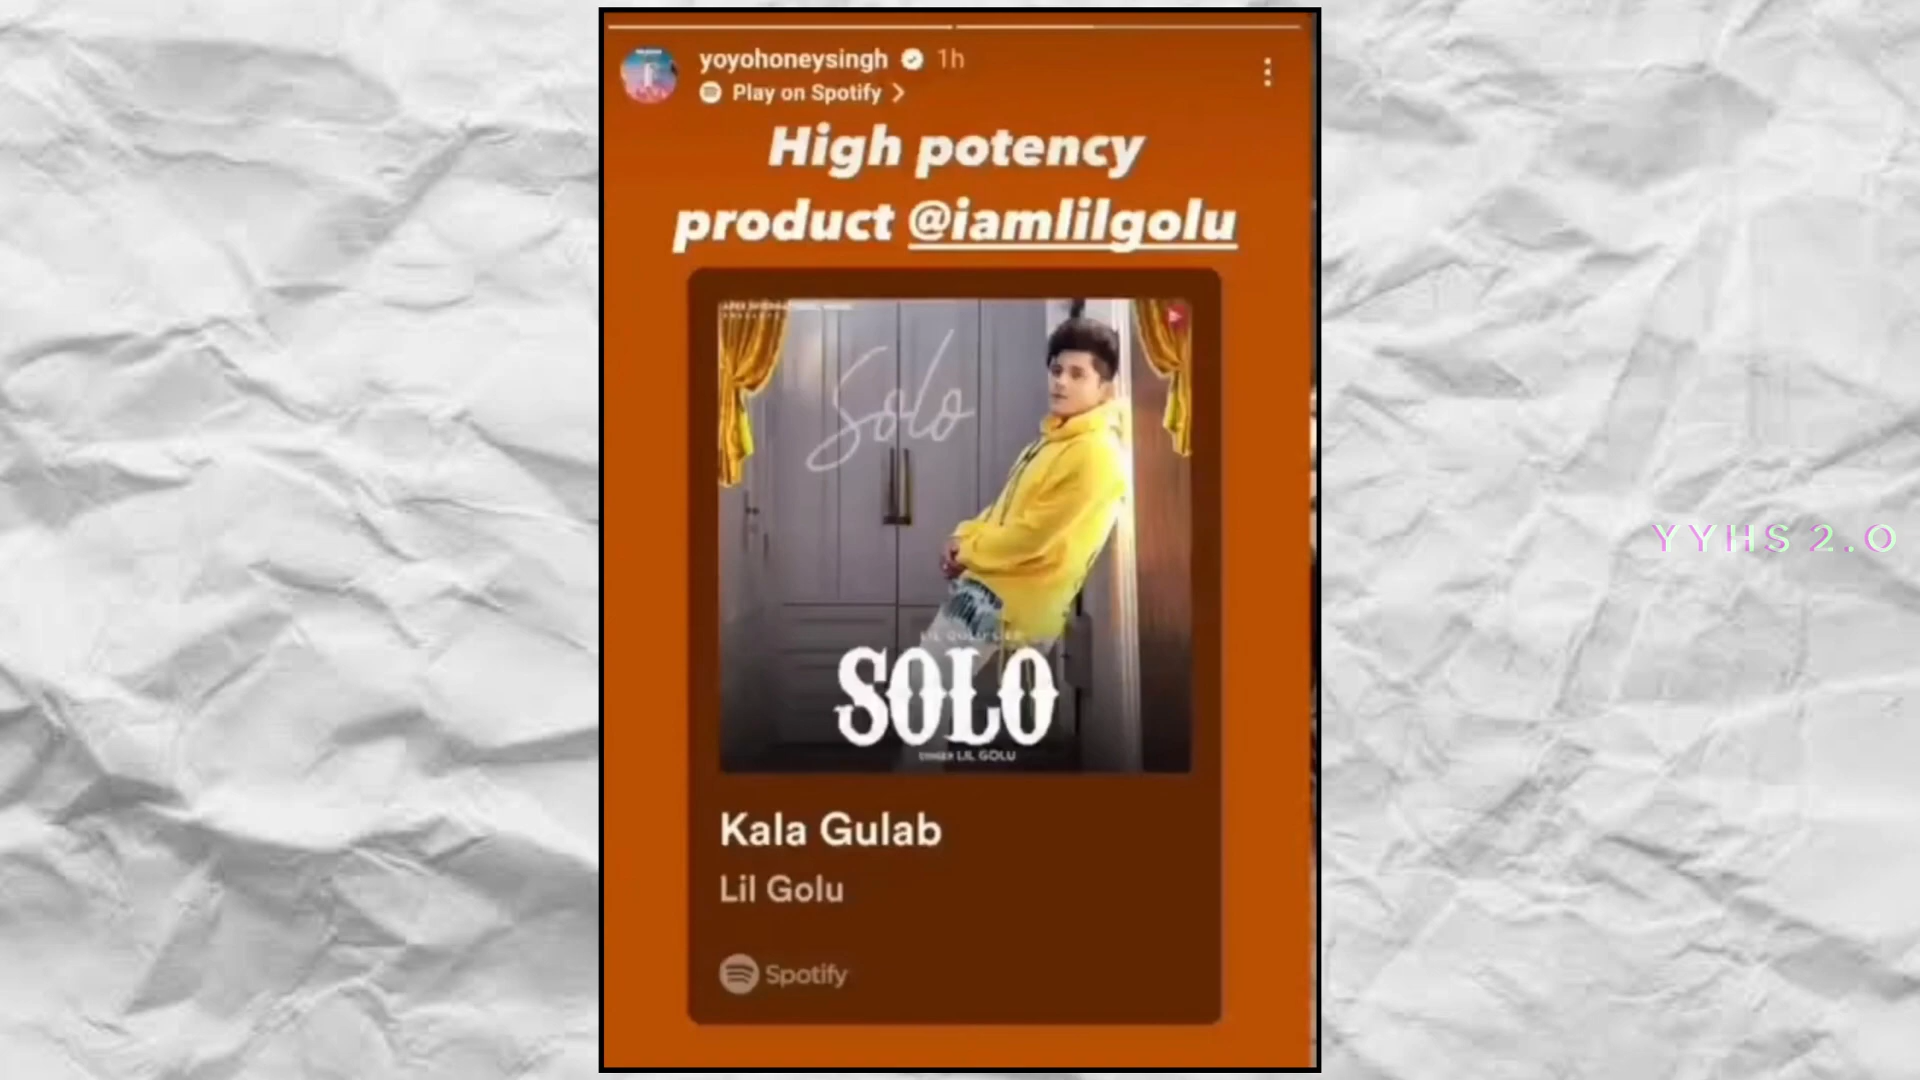 yoyohoneysingh 1h
Play on Spotify
High potency
product @iamlilgolu
Solo
SOLO
LIL GOLU
Kala Gulab
Lil Golu
Spotify
YYHS 2.O